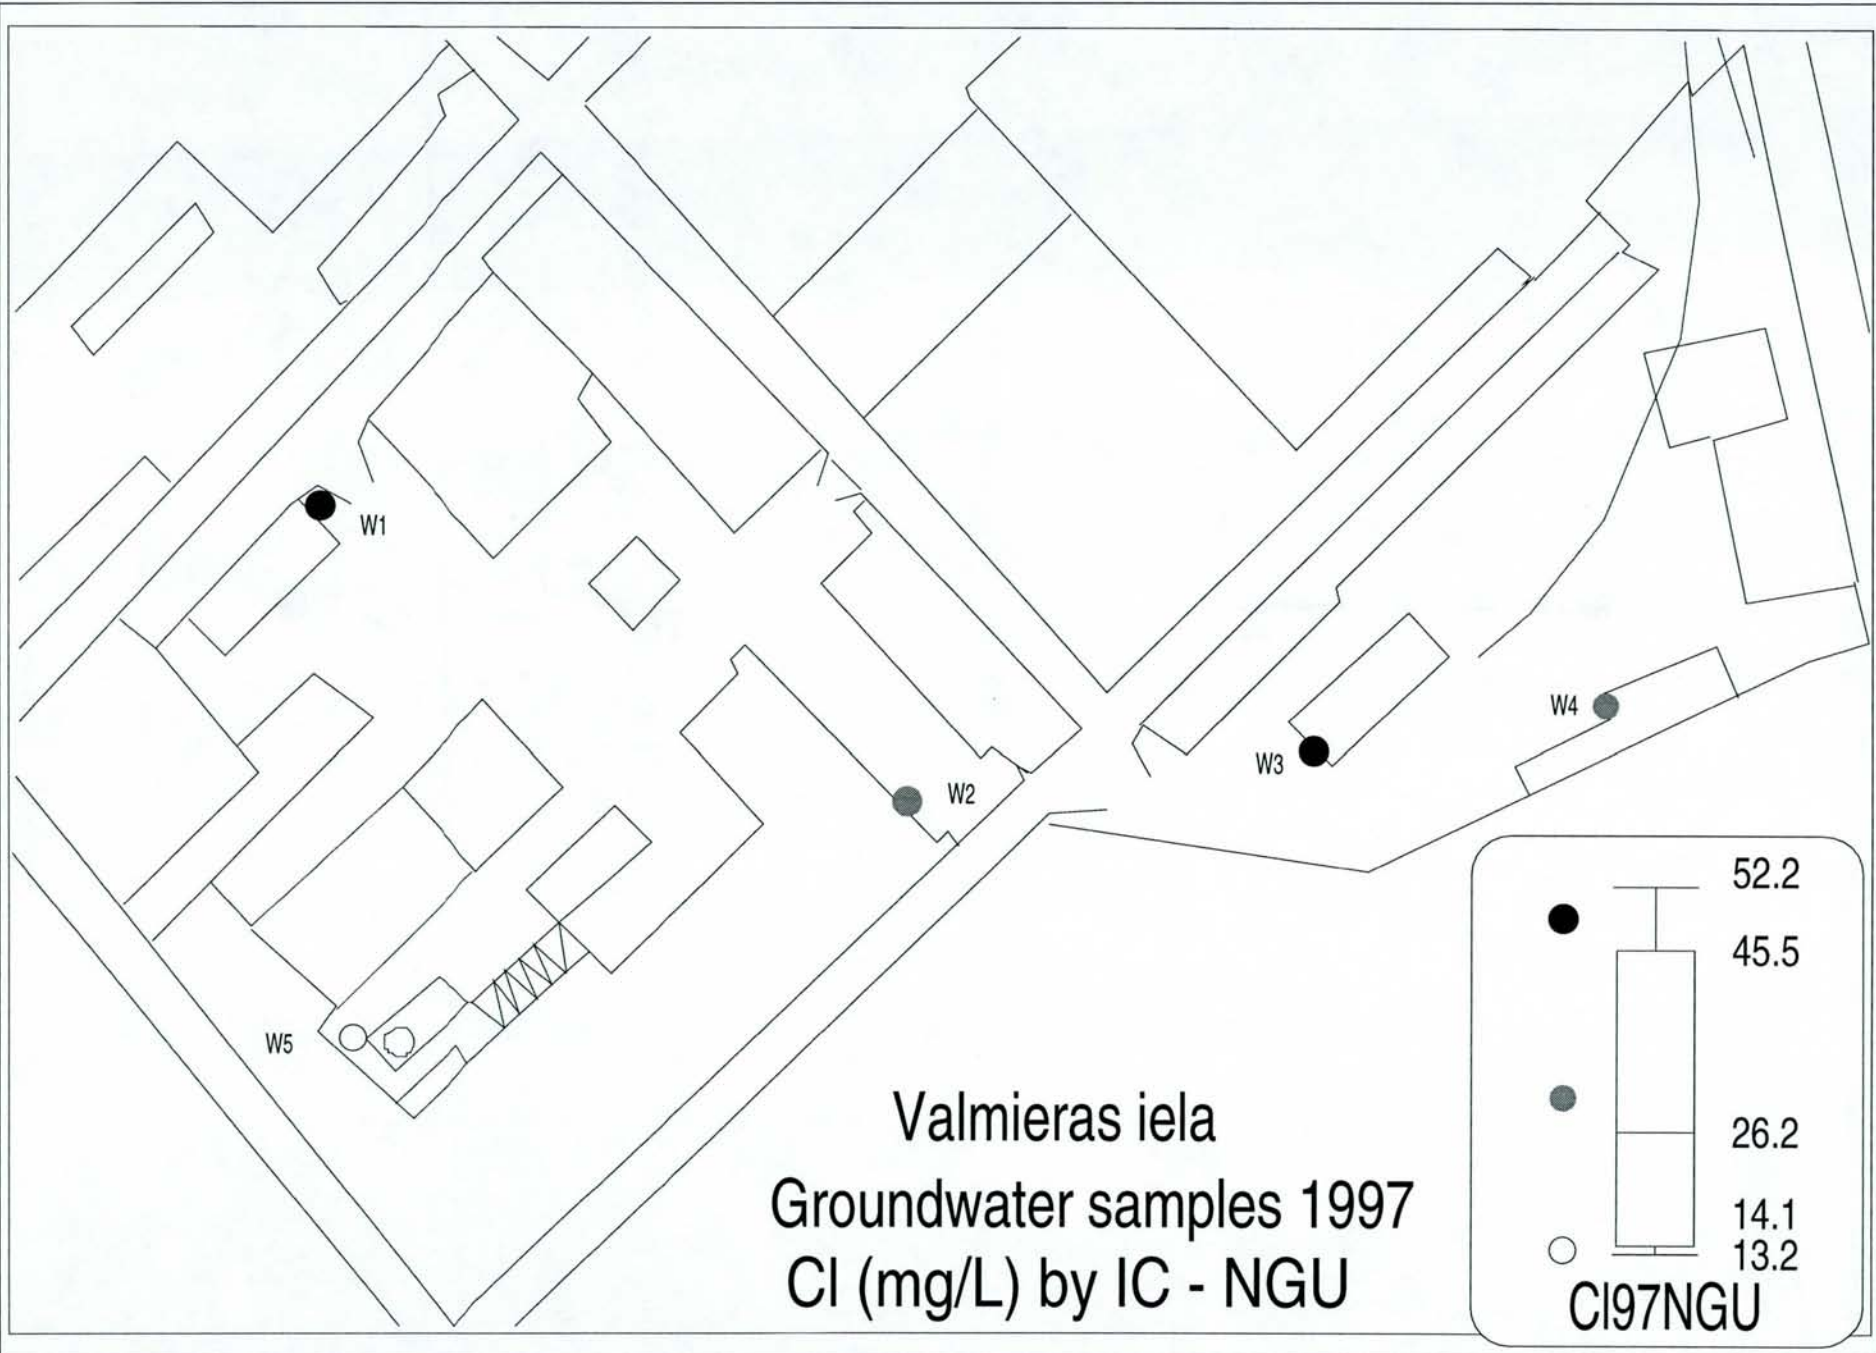 W1
W2
W3
W4
W5
Valmieras iela
Groundwater samples 1997
Cl (mg/L) by IC - NGU
52.2
45.5
26.2
14.1
13.2
Cl97NGU